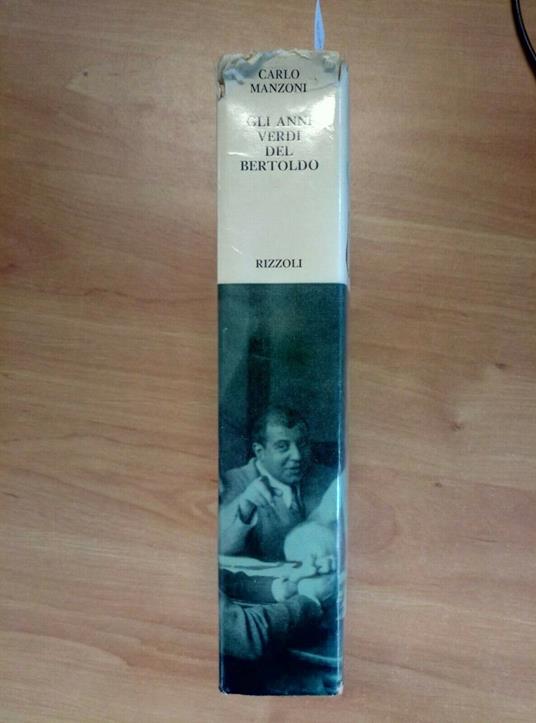 CARLO
MANZONI
GLI ANNI
VERDI
DEL
BERTOLDO
RIZZOLI